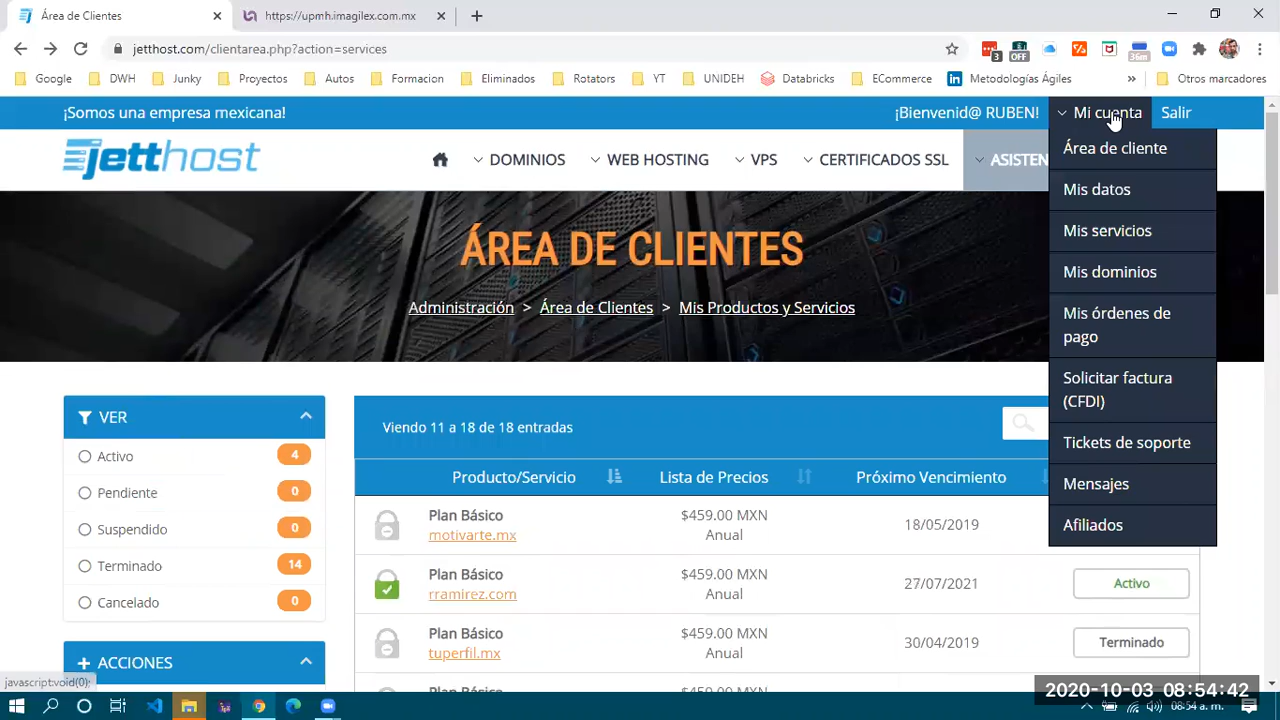 Área de Clientes
https://upmh.imagilex.com.mx
jetthost.com/clientarea.php?action=services
3
OFF
36m
Google
DWH
Junky
Proyectos
Autos
Formacion
Eliminados
Rotators
YT
UNIDEH
Databricks
ECommerce
Metodologías Ágiles
»
Otros marcadores
¡Somos una empresa mexicana!
¡Bienvenid@ RUBEN!
Mi cuenta
Salir
jetthost
DOMINIOS
WEB HOSTING
VPS
CERTIFICADOS SSL
ASISTEN
Área de cliente
Mis datos
Mis servicios
Mis dominios
Mis órdenes de
pago
Solicitar factura
(CFDI)
Tickets de soporte
Mensajes
Afiliados
ÁREA DE CLIENTES
Administración > Área de Clientes > Mis Productos y Servicios
VER
Activo 4
Pendiente 0
Suspendido 0
Terminado 14
Cancelado 0
+ ACCIONES
Viendo 11 a 18 de 18 entradas
Producto/Servicio Lista de Precios Próximo Vencimiento
Plan Básico $459.00 MXN
motivarte.mx Anual 18/05/2019
Plan Básico $459.00 MXN
rramirez.com Anual 27/07/2021 Activo
Plan Básico $459.00 MXN
tuperfil.mx Anual 30/04/2019 Terminado
javascript:void(0);
2020-10-03 08:54:42
08:54 a. m.